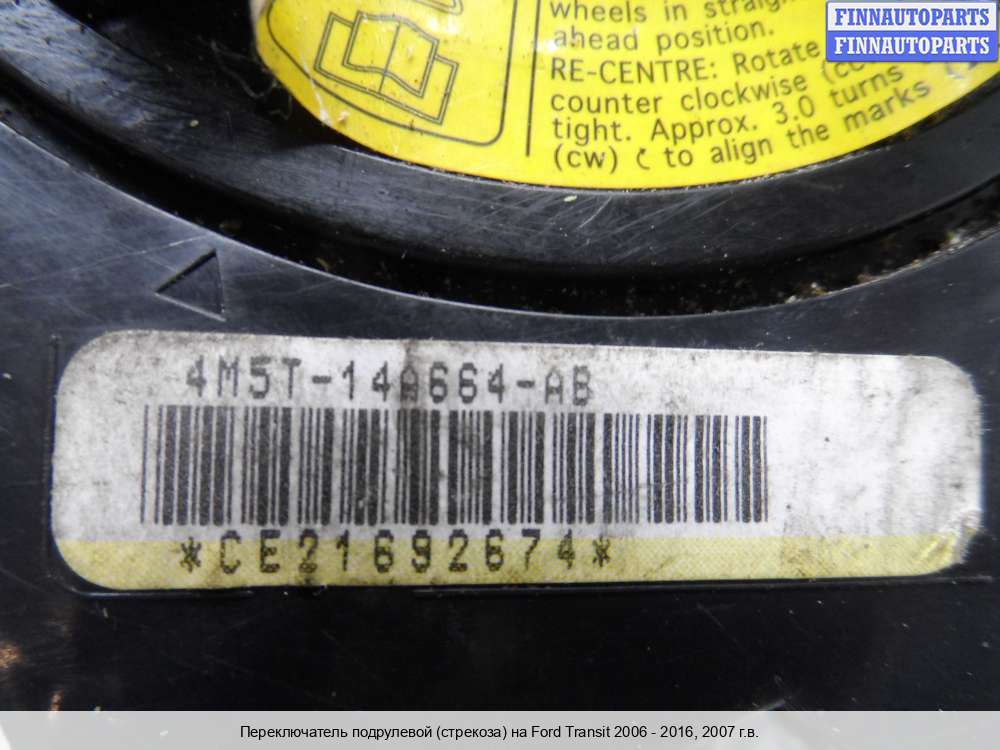 wheels in straight
ahead position.
RE-CENTRE: Rotate
counter clockwise
tight. Approx. 3.0 turns
(cw) to align the marks
FINNAUTOPARTS
FINNAUTOPARTS
4M5T-14A664-AB
*CE21692674*
Переключатель подрулевой (стрекоза) на Ford Transit 2006 - 2016, 2007 г.в.